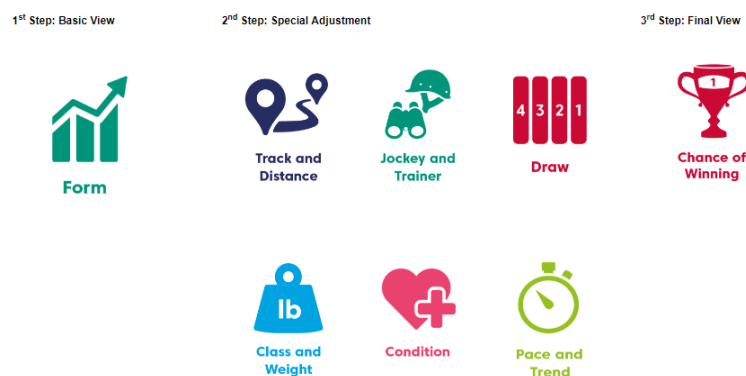 1st Step: Basic View
2nd Step: Special Adjustment
3rd Step: Final View
Form
Track and
Distance
Jockey and
Trainer
4 3 2 1
Draw
1
Chance of
Winning
lb
Class and
Weight
Condition
Pace and
Trend